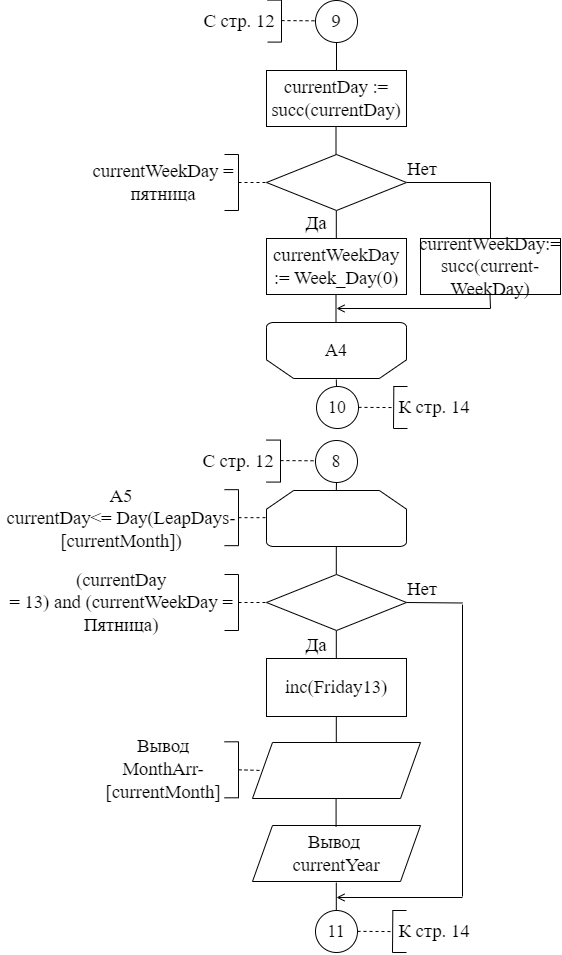 С стр. 12
9
currentDay :=
succ(currentDay)
currentWeekDay =
пятница
Нет
Да
currentWeekDay
:= Week_Day(0)
currentWeekDay:=
succ(current-
WeekDay)
A4
10
К стр. 14
С стр. 12
8
A5
currentDay<= Day(LeapDays-
[currentMonth])
(currentDay
= 13) and (currentWeekDay =
Пятница)
Нет
Да
inc(Friday13)
Вывод
MonthArr-
[currentMonth]
Вывод
currentYear
11
К стр. 14